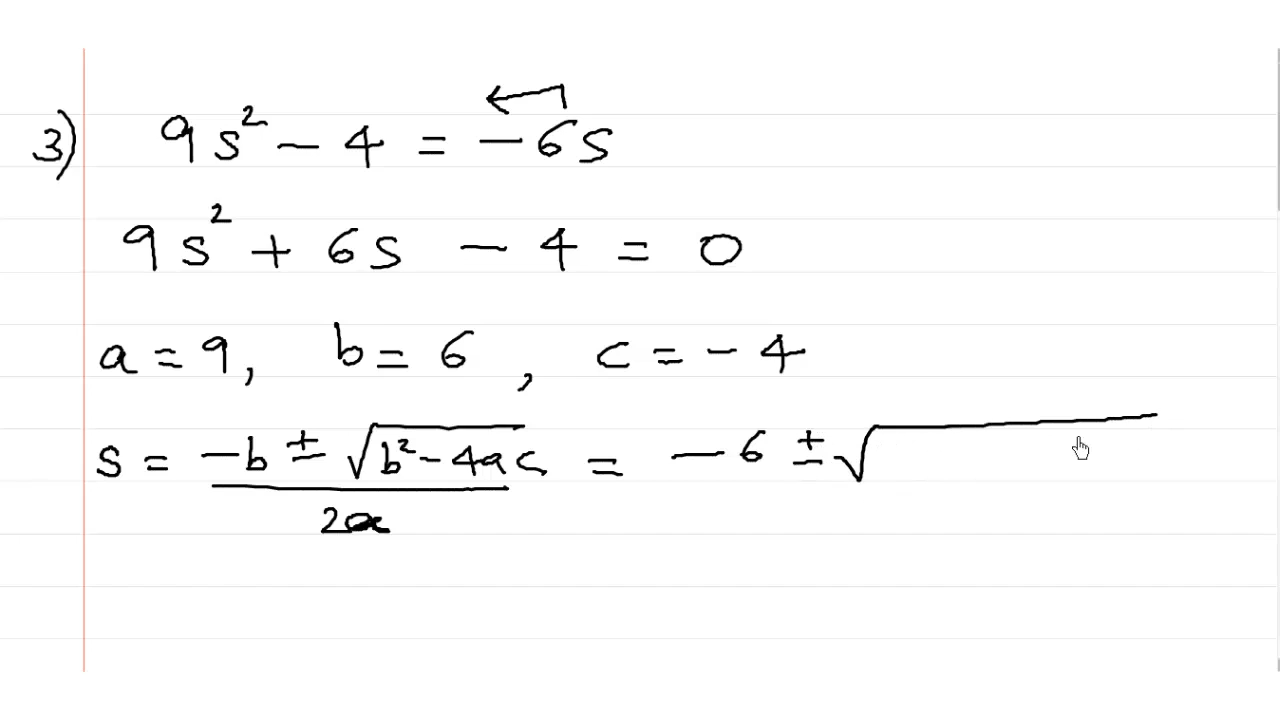 3) 9s² - 4 = -6s
9s² + 6s - 4 = 0
a = 9, b = 6, c = -4
s = -b ± √b² - 4ac = -6 ± √
2a